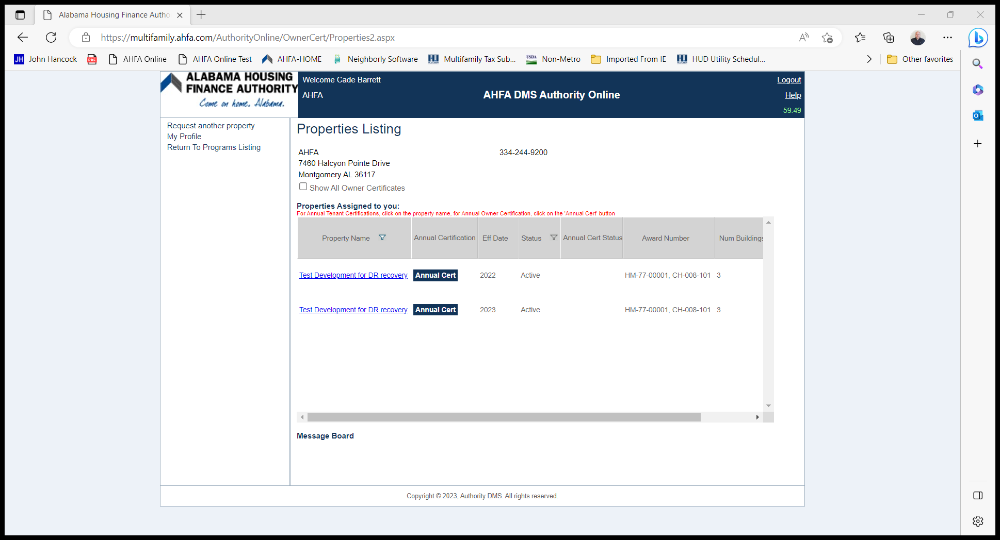 Alabama Housing Finance Autho
https://multifamily.ahfa.com/AuthorityOnline/OwnerCert/Properties2.aspx
JH John Hancock PDF AHFA Online AHFA Online Test AHFA-HOME Neighborly Software Multifamily Tax Sub... USDA Non-Metro Imported From IE HUD Utility Schedul... Other favorites
ALABAMA HOUSING
FINANCE AUTHORITY
Come on home. Alabama.
Welcome Cade Barrett
Logout
AHFA
AHFA DMS Authority Online
Help
59:49
Request another property
My Profile
Return To Programs Listing
Properties Listing
AHFA 334-244-9200
7460 Halcyon Pointe Drive
Montgomery AL 36117
Show All Owner Certificates
Properties Assigned to you:
For Annual Tenant Certifications, click on the property name, for Annual Owner Certification, click on the 'Annual Cert' button
Property Name Annual Certification Eff Date Status Annual Cert Status Award Number Num Buildings
Test Development for DR recovery Annual Cert 2022 Active HM-77-00001, CH-008-101 3
Test Development for DR recovery Annual Cert 2023 Active HM-77-00001, CH-008-101 3
Message Board
Copyright © 2023, Authority DMS. All rights reserved.